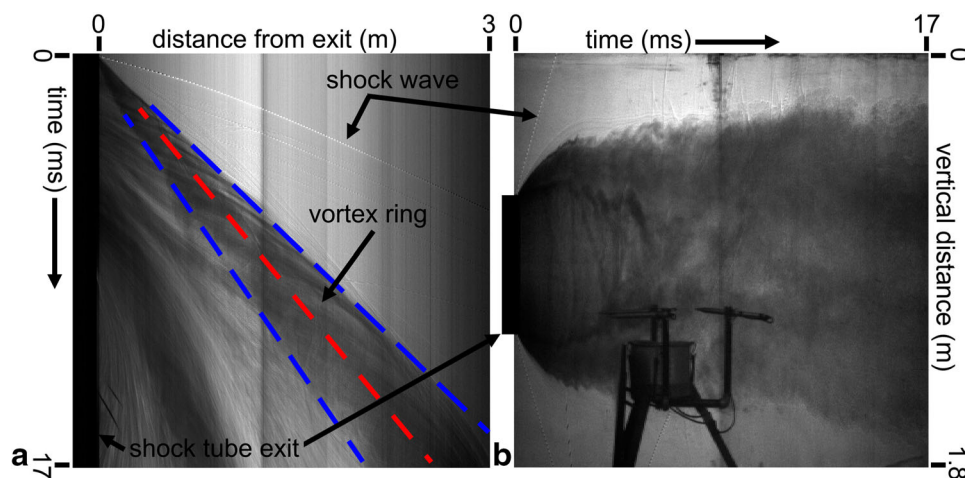 0
distance from exit (m)
3
0
time (ms)
17
0
time (ms)
shock wave
vortex ring
shock tube exit
a
17
b
vertical distance (m)
1.8